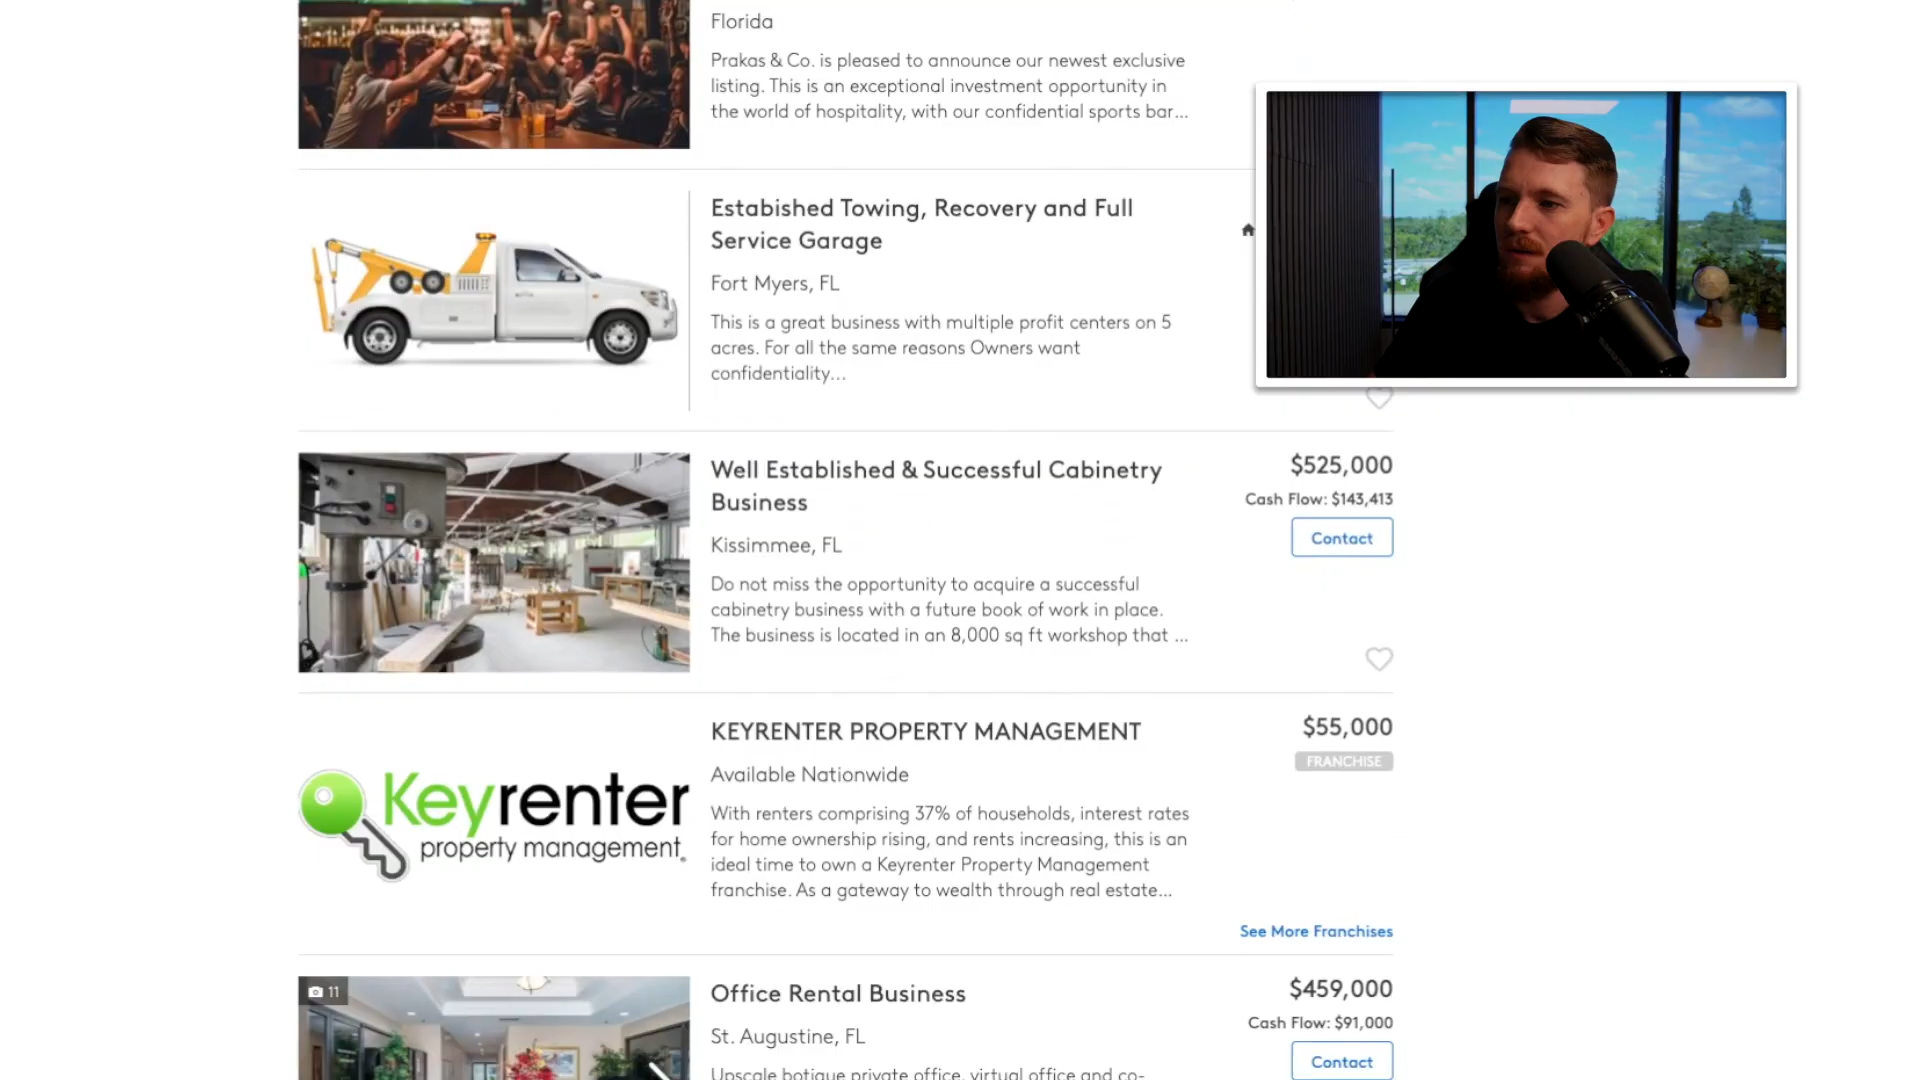 Florida
Prakas & Co. is pleased to announce our newest exclusive
listing. This is an exceptional investment opportunity in
the world of hospitality, with our confidential sports bar...
Estabished Towing, Recovery and Full
Service Garage
Fort Myers, FL
This is a great business with multiple profit centers on 5
acres. For all the same reasons Owners want
confidentiality...
Well Established & Successful Cabinetry
Business
$525,000
Cash Flow: $143,413
Contact
Kissimmee, FL
Do not miss the opportunity to acquire a successful
cabinetry business with a future book of work in place.
The business is located in an 8,000 sq ft workshop that ...
Keyrenter
property management.
KEYRENTER PROPERTY MANAGEMENT
$55,000
FRANCHISE
Available Nationwide
With renters comprising 37% of households, interest rates
for home ownership rising, and rents increasing, this is an
ideal time to own a Keyrenter Property Management
franchise. As a gateway to wealth through real estate...
See More Franchises
11
Office Rental Business
$459,000
Cash Flow: $91,000
Contact
St. Augustine, FL
Upscale botique private office, virtual office and co-